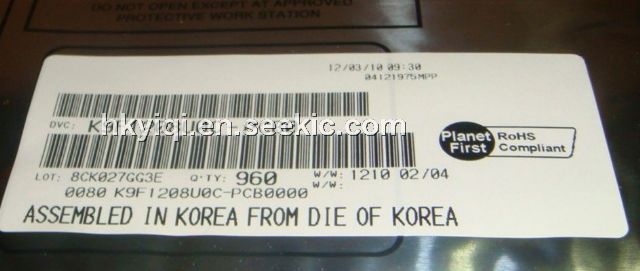 DO NOT OPEN EXCEPT AT APPROVED
PROTECTIVE WORK STATION
12/03/10 09:30
04121975MPP
DVC: K
hkyiqi.en.seekic.com
Planet First RoHS Compliant
LOT: 8CK027GG3E Q'TY: 960 W/W: 1210 02/04
W/W:
0080 K9F1208U0C-PCB0000
ASSEMBLED IN KOREA FROM DIE OF KOREA